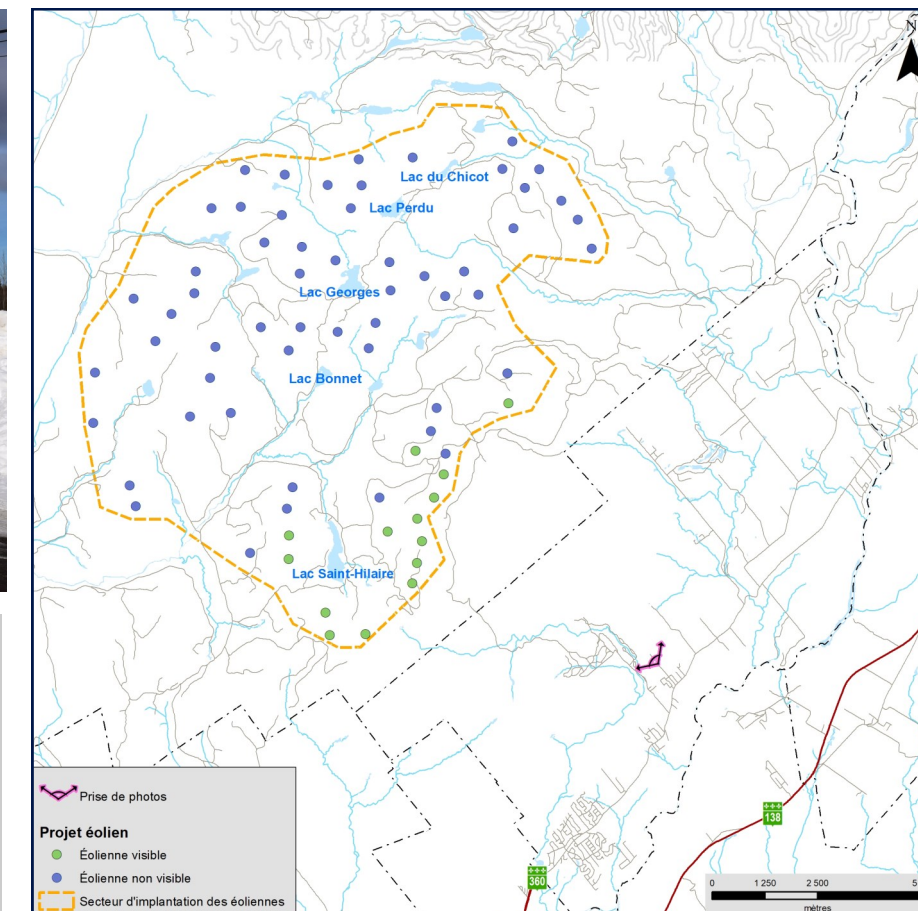 N
Lac du Chicot
Lac Perdu
Lac Georges
Lac Bonnet
Lac Saint-Hilaire
Prise de photos
Projet éolien
Éolienne visible
Éolienne non visible
Secteur d'implantation des éoliennes
138
360
0 1 250 2 500 5
mètres